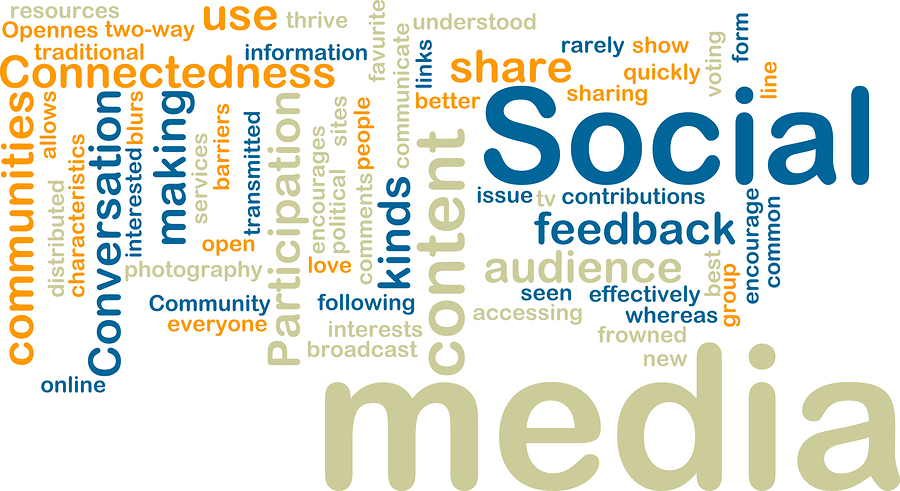 resources
Opennes two-way
traditional
Connectedness
use
thrive
information
favurite
understood
communicate
links
share
better
rarely
show
quickly
sharing
voting
form
line
Social
communities
allows
characteristics
distributed
Conversation
blurs
interested
making
services
barriers
transmitted
open
photography
Community
everyone
online
Participation
encourages
sites
political
people
comments
love
kinds
following
interests
broadcast
content
issue
tv
contributions
feedback
audience
seen
effectively
accessing
whereas
best
group
encourage
common
frowned
new
media